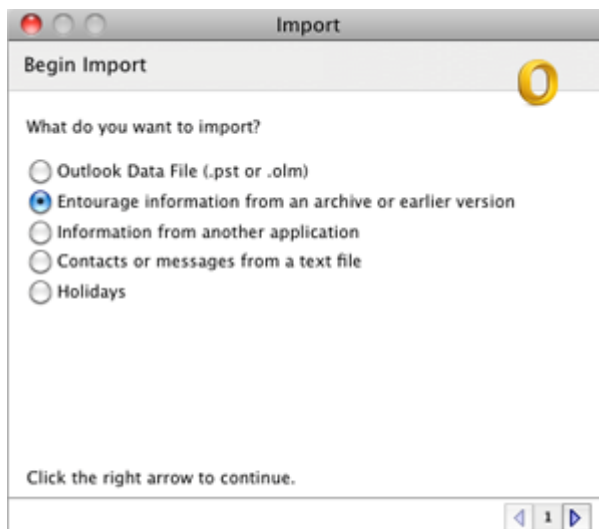 Import
Begin Import
What do you want to import?
Outlook Data File (.pst or .olm)
Entourage information from an archive or earlier version
Information from another application
Contacts or messages from a text file
Holidays
Click the right arrow to continue.
1